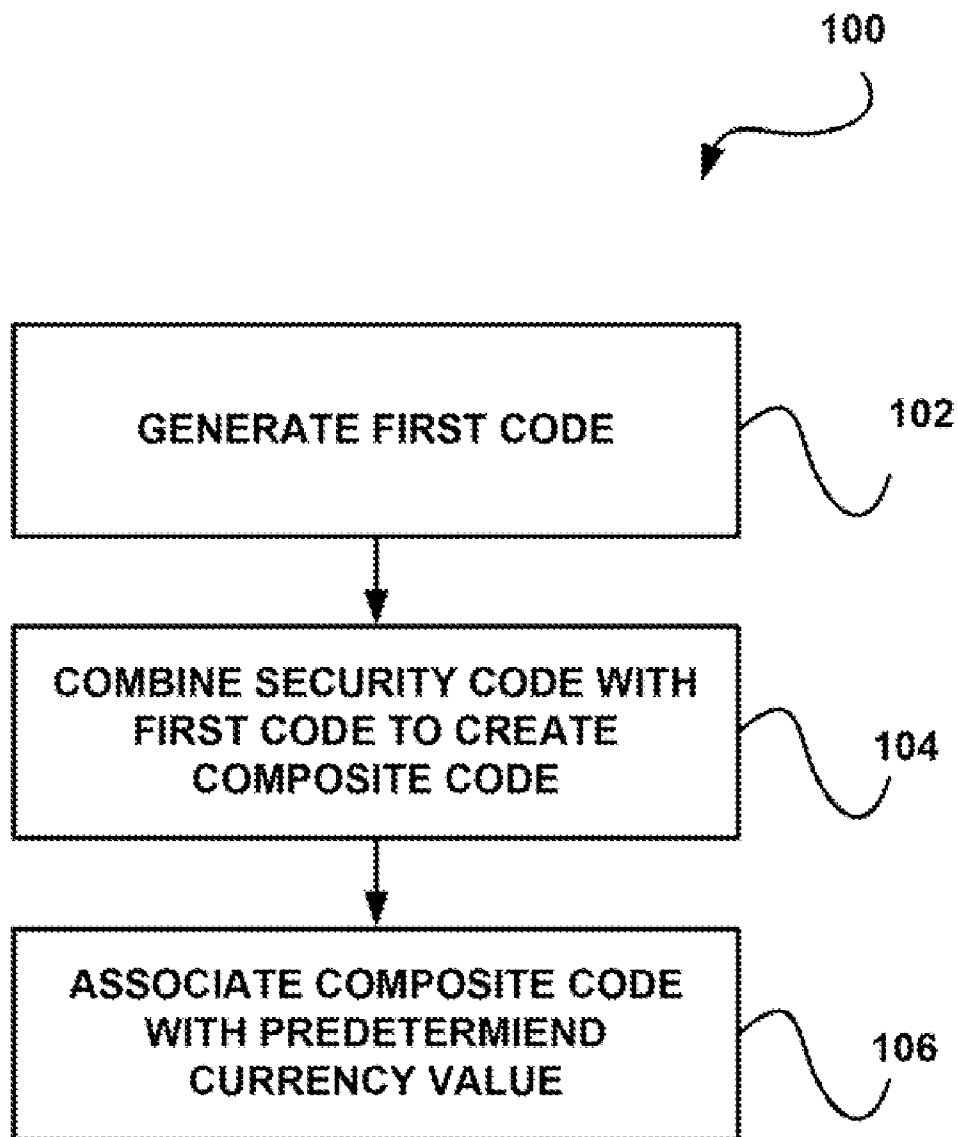 100
GENERATE FIRST CODE
102
COMBINE SECURITY CODE WITH
FIRST CODE TO CREATE
COMPOSITE CODE
104
ASSOCIATE COMPOSITE CODE
WITH PREDETERMIEND
CURRENCY VALUE
106